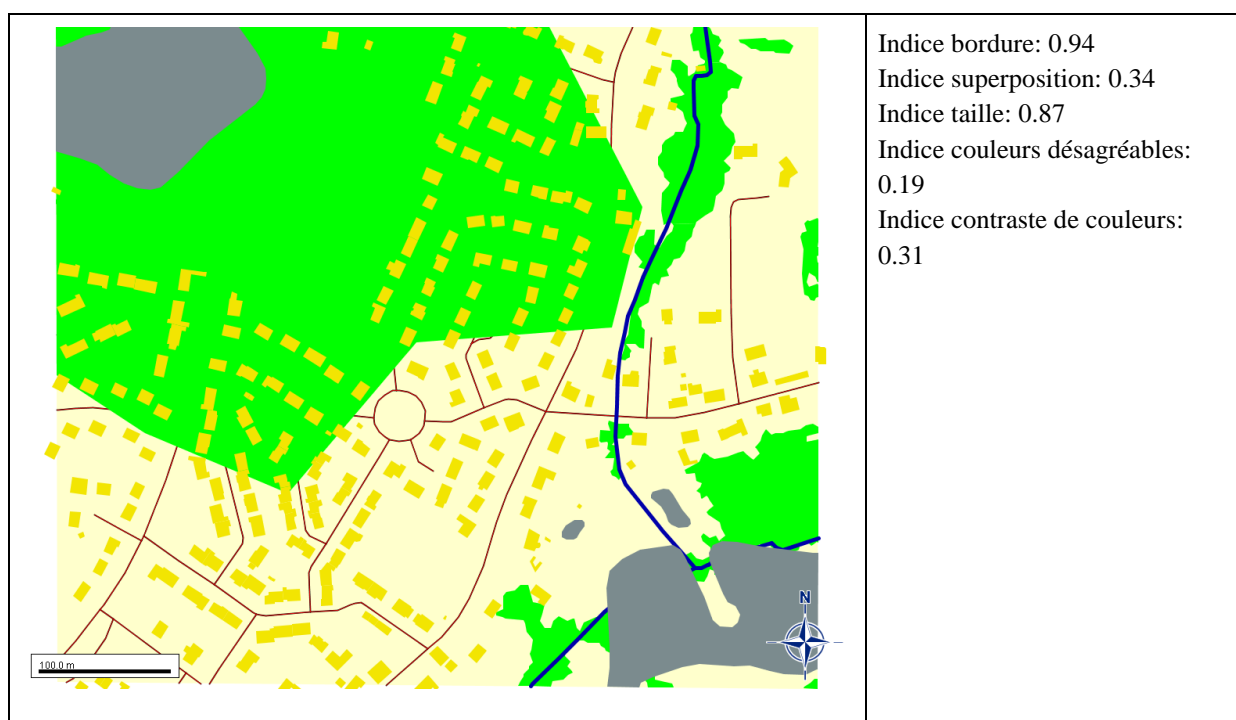 Indice bordure: 0.94
Indice superposition: 0.34
Indice taille: 0.87
Indice couleurs désagréables:
0.19
Indice contraste de couleurs:
0.31
N
100.0 m